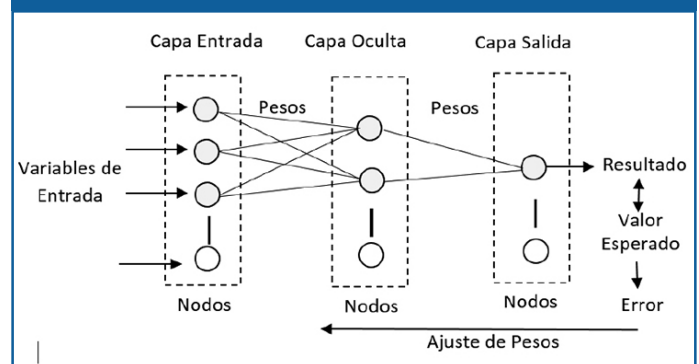 Capa Entrada
Capa Oculta
Capa Salida
Pesos
Pesos
Variables de
Entrada
Resultado
Valor
Esperado
Error
Nodos
Nodos
Nodos
Ajuste de Pesos